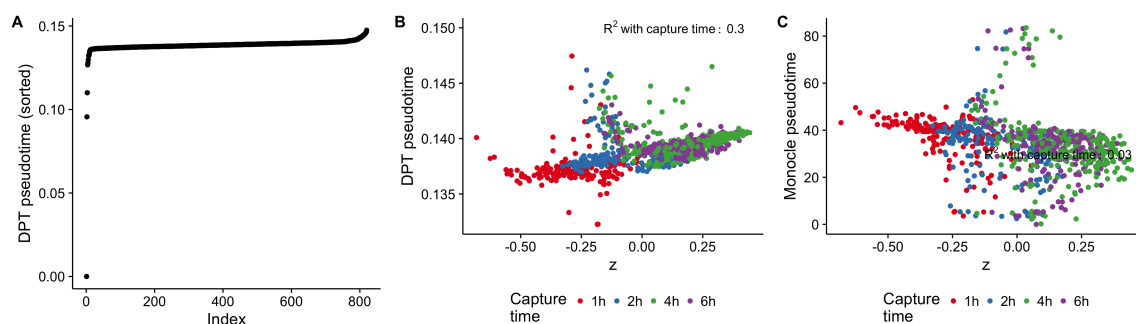 A
DPT pseudotime (sorted)
0.15
0.10
0.05
0.00
0
200
400
600
800
Index
B
DPT pseudotime
0.150
0.145
0.140
0.135
R² with capture time : 0.3
-0.50
-0.25
0.00
0.25
z
Capture time
1h
2h
4h
6h
C
Monocle pseudotime
80
60
40
20
0
R² with capture time : 0.03
-0.50
-0.25
0.00
0.25
z
Capture time
1h
2h
4h
6h